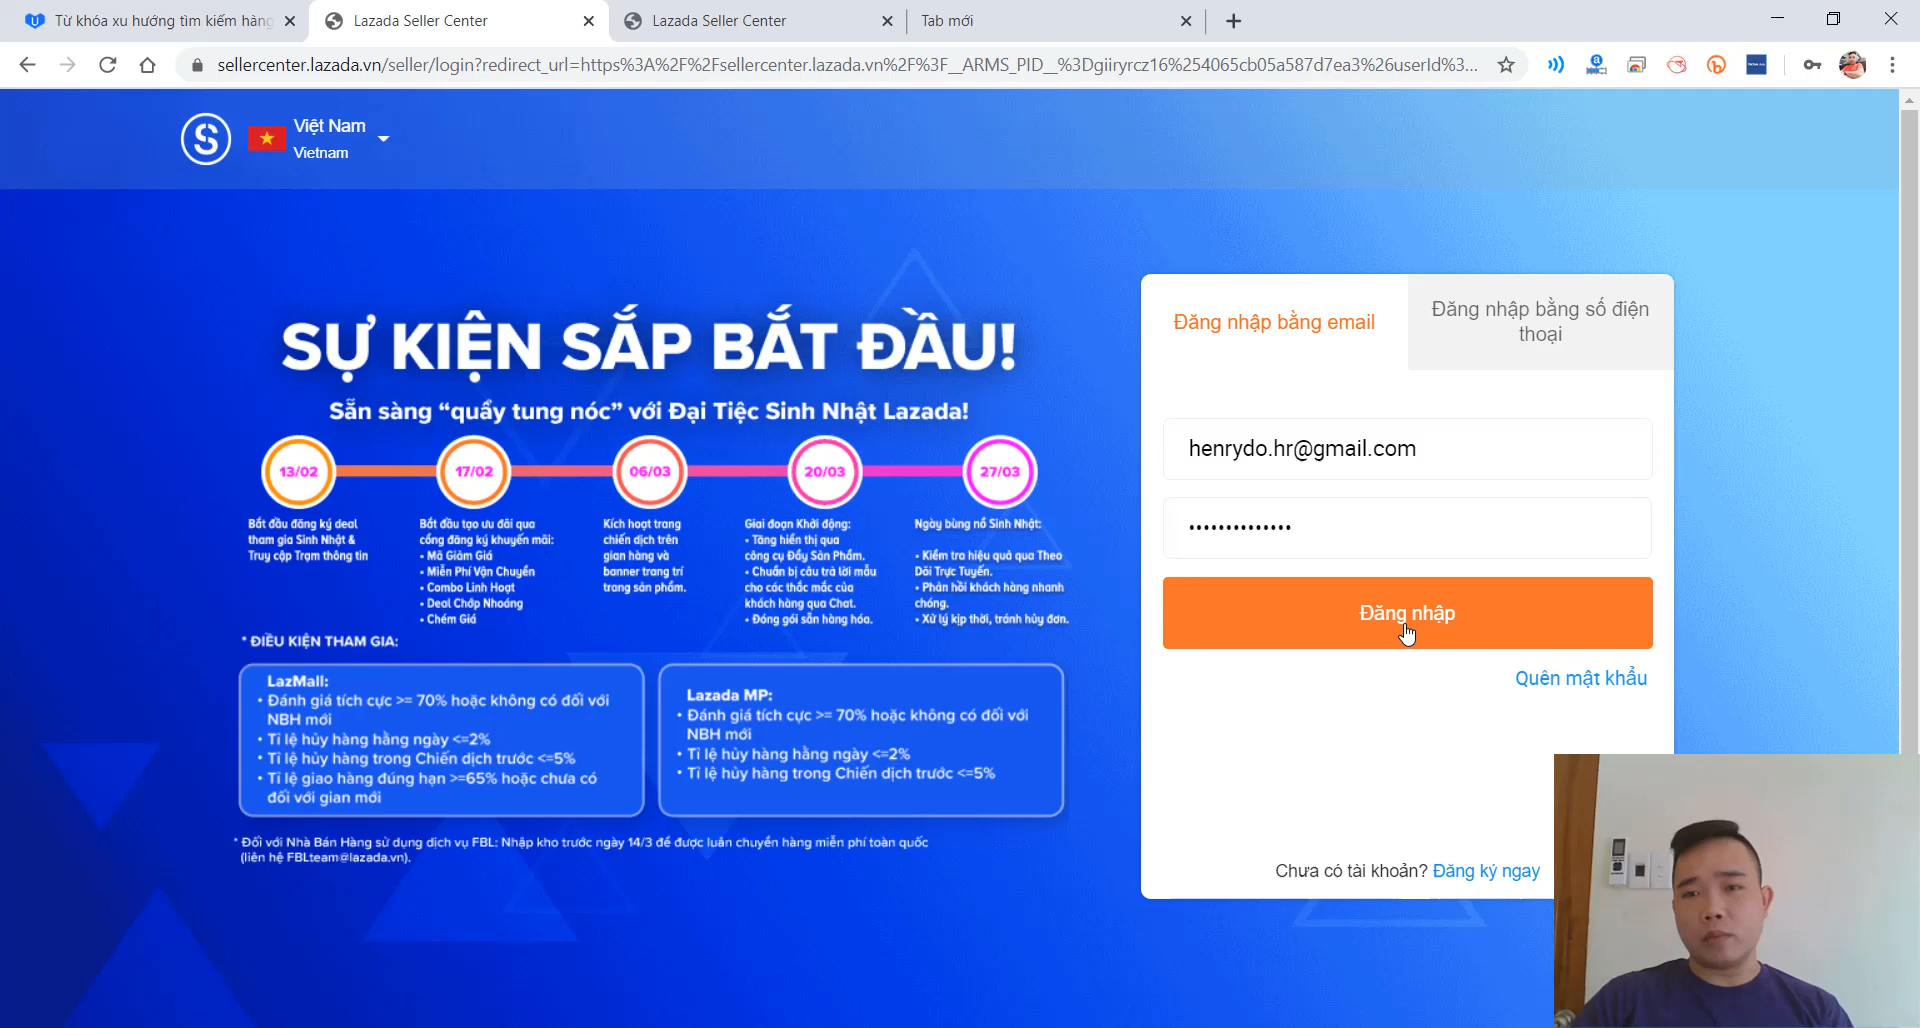 Từ khóa xu hướng tìm kiếm hàng
Lazada Seller Center
Lazada Seller Center
Tab mới
sellercenter.lazada.vn/seller/login?redirect_url=https%3A%2F%2Fsellercenter.lazada.vn%2F%3F__ARMS_PID__%3Dgiiryrcz16%254065cb05a587d7ea3%26userId%3...
Việt Nam
Vietnam
SỰ KIỆN SẮP BẮT ĐẦU!
Sẵn sàng “quẩy tung nóc” với Đại Tiệc Sinh Nhật Lazada!
13/02
17/02
06/03
20/03
27/03
Bắt đầu đăng ký deal
tham gia Sinh Nhật &
Truy cập Trạm thông tin
Bắt đầu tạo ưu đãi qua
cổng đăng ký khuyến mãi:
• Mã Giảm Giá
• Miễn Phí Vận Chuyển
• Combo Linh Hoạt
• Deal Chớp Nhoáng
• Chém Giá
Kích hoạt trang
chiến dịch trên
gian hàng và
banner trang trí
trang sản phẩm.
Giai đoạn Khởi động:
• Tăng hiển thị qua
công cụ Đẩy Sản Phẩm.
• Chuẩn bị câu trả lời mẫu
cho các thắc mắc của
khách hàng qua Chat.
• Đóng gói sẵn hàng hóa.
Ngày bùng nổ Sinh Nhật:
• Kiểm tra hiệu quả qua Theo
Dõi Trực Tuyến.
• Phản hồi khách hàng nhanh
chóng.
• Xử lý kịp thời, tránh hủy đơn.
* ĐIỀU KIỆN THAM GIA:
LazMall:
• Đánh giá tích cực >= 70% hoặc không có đối với
NBH mới
• Tỉ lệ hủy hàng hằng ngày <=2%
• Tỉ lệ hủy hàng trong Chiến dịch trước <=5%
• Tỉ lệ giao hàng đúng hạn >=65% hoặc chưa có
đối với gian mới
Lazada MP:
• Đánh giá tích cực >= 70% hoặc không có đối với
NBH mới
• Tỉ lệ hủy hàng hằng ngày <=2%
• Tỉ lệ hủy hàng trong Chiến dịch trước <=5%
* Đối với Nhà Bán Hàng sử dụng dịch vụ FBL: Nhập kho trước ngày 14/3 để được luân chuyển hàng miễn phí toàn quốc
(liên hệ FBLteam@lazada.vn).
Đăng nhập bằng email
Đăng nhập bằng số điện
thoại
henrydo.hr@gmail.com
••••••••••••••
Đăng nhập
Quên mật khẩu
Chưa có tài khoản? Đăng ký ngay